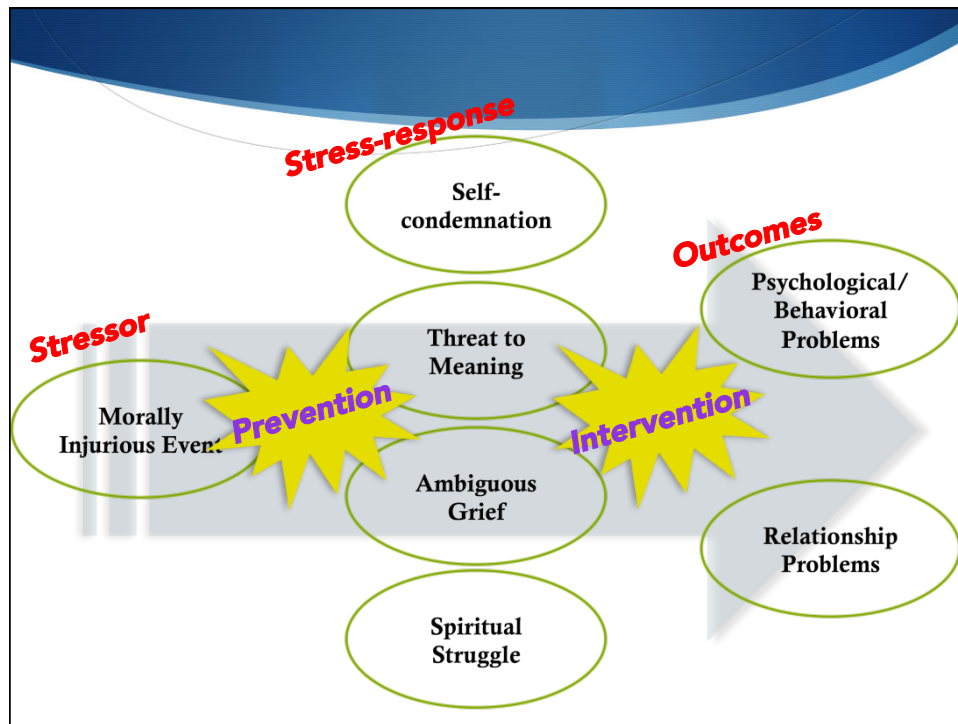 Stress-response
Self-
condemnation
Outcomes
Psychological/
Behavioral
Problems
Stressor
Threat to
Meaning
Morally
Injurious Event
Prevention
Intervention
Ambiguous
Grief
Relationship
Problems
Spiritual
Struggle